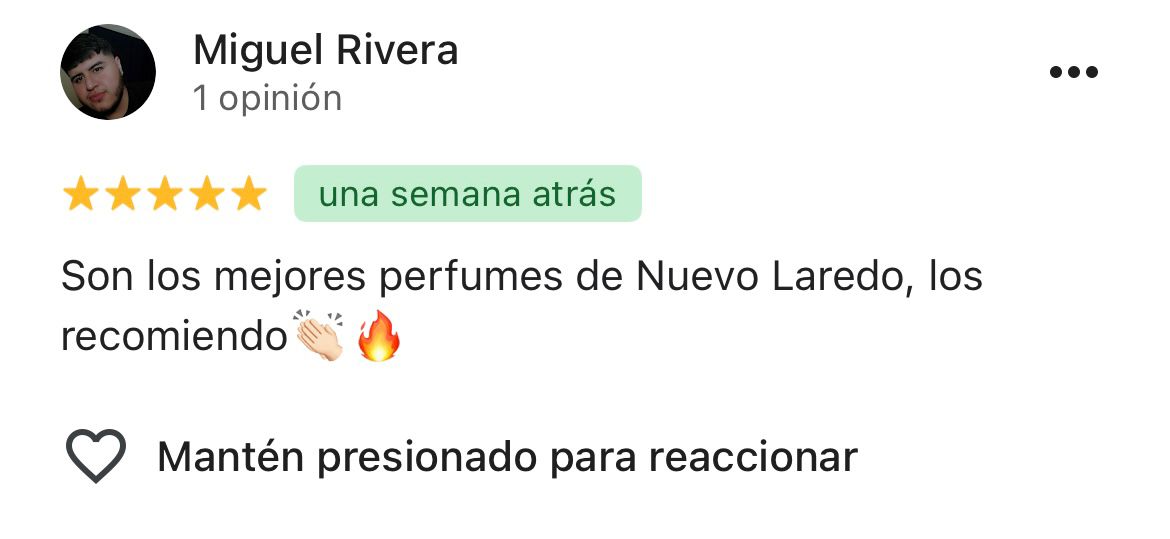 Miguel Rivera
1 opinión
una semana atrás
Son los mejores perfumes de Nuevo Laredo, los
recomiendo👏🏻🔥
Mantén presionado para reaccionar